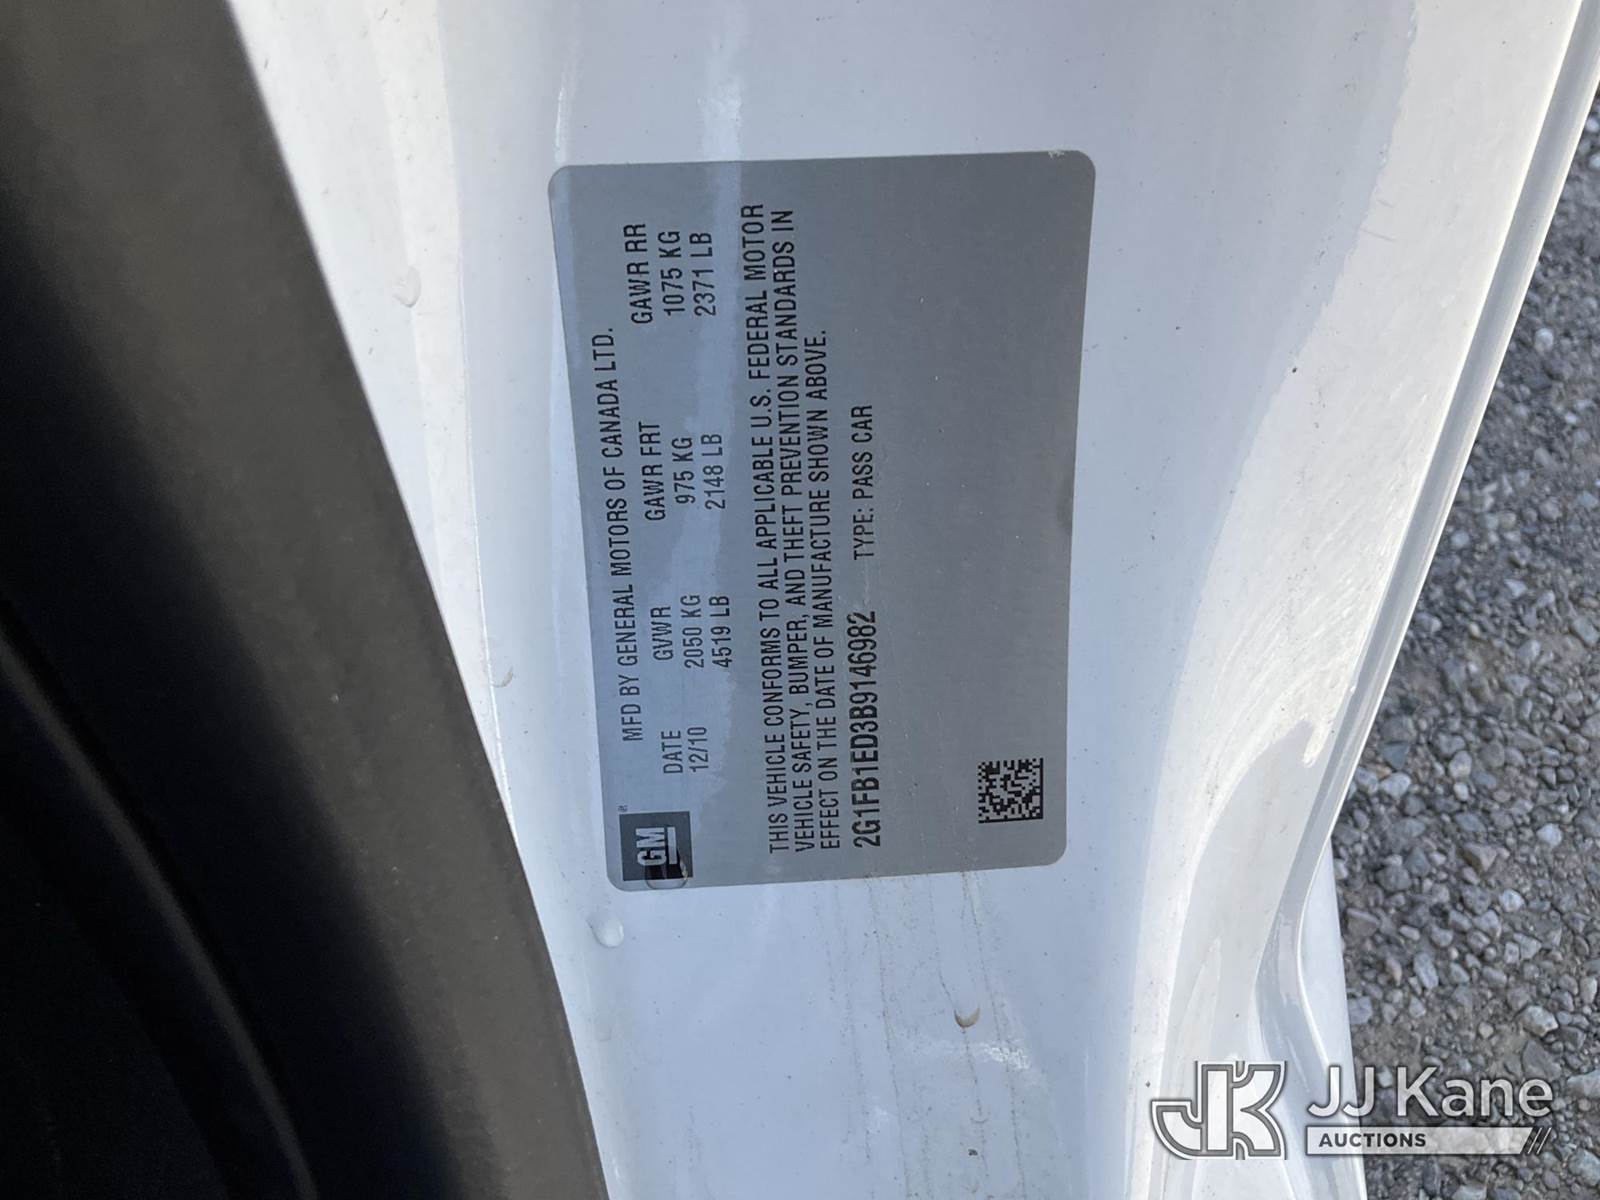 GM
MFD BY GENERAL MOTORS OF CANADA LTD.
DATE GVWR GAWR FRT GAWR RR
12/10 2050 KG 975 KG 1075 KG
4519 LB 2148 LB 2371 LB
THIS VEHICLE CONFORMS TO ALL APPLICABLE U.S. FEDERAL MOTOR
VEHICLE SAFETY, BUMPER, AND THEFT PREVENTION STANDARDS IN
EFFECT ON THE DATE OF MANUFACTURE SHOWN ABOVE.
2G1FB1ED3B9146982 TYPE: PASS CAR
JK JJ Kane
AUCTIONS